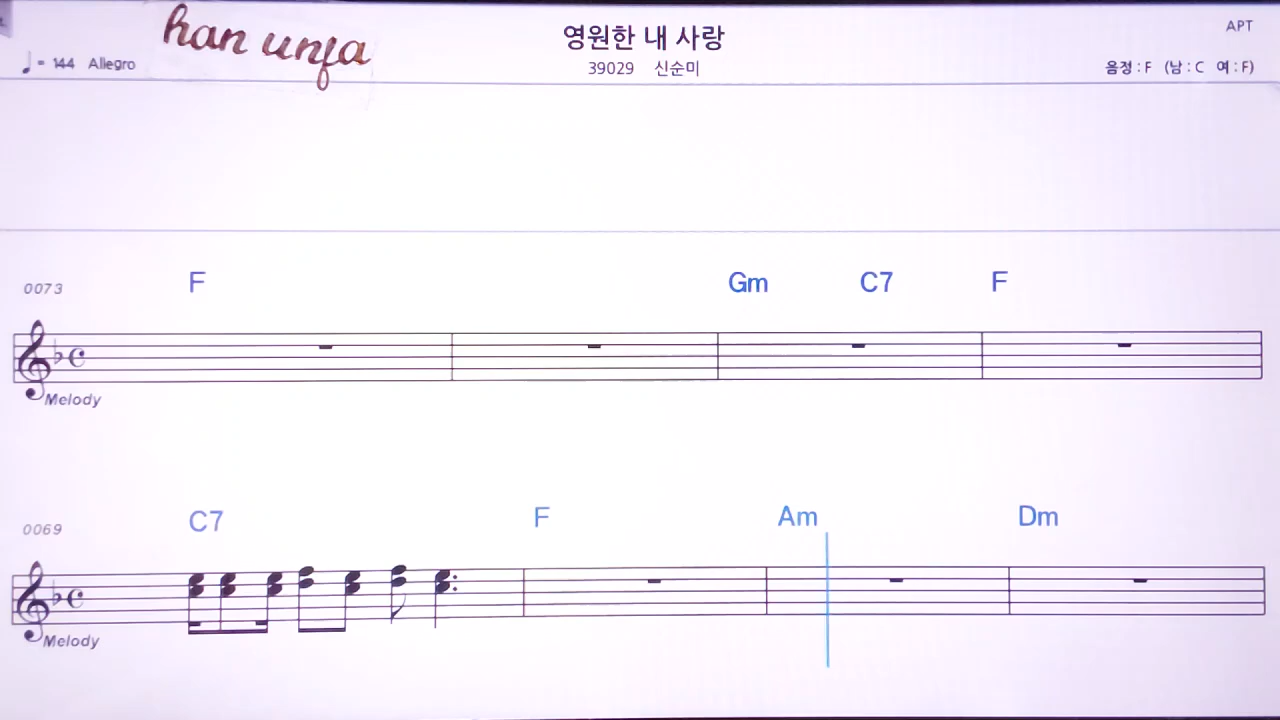 han unfa
영원한 내 사랑
APT
♩ = 144 Allegro
39029 신순미
음정 : F (남 : C 여 : F)
F Gm C7 F
0073
Melody
C7 F Am Dm
0069
Melody